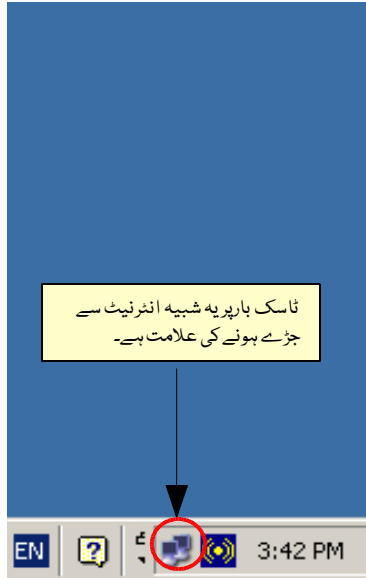 ٹاسک بار پر یہ شبیہ انٹرنیٹ سے
جڑے ہونے کی علامت ہے۔
EN
3:42 PM